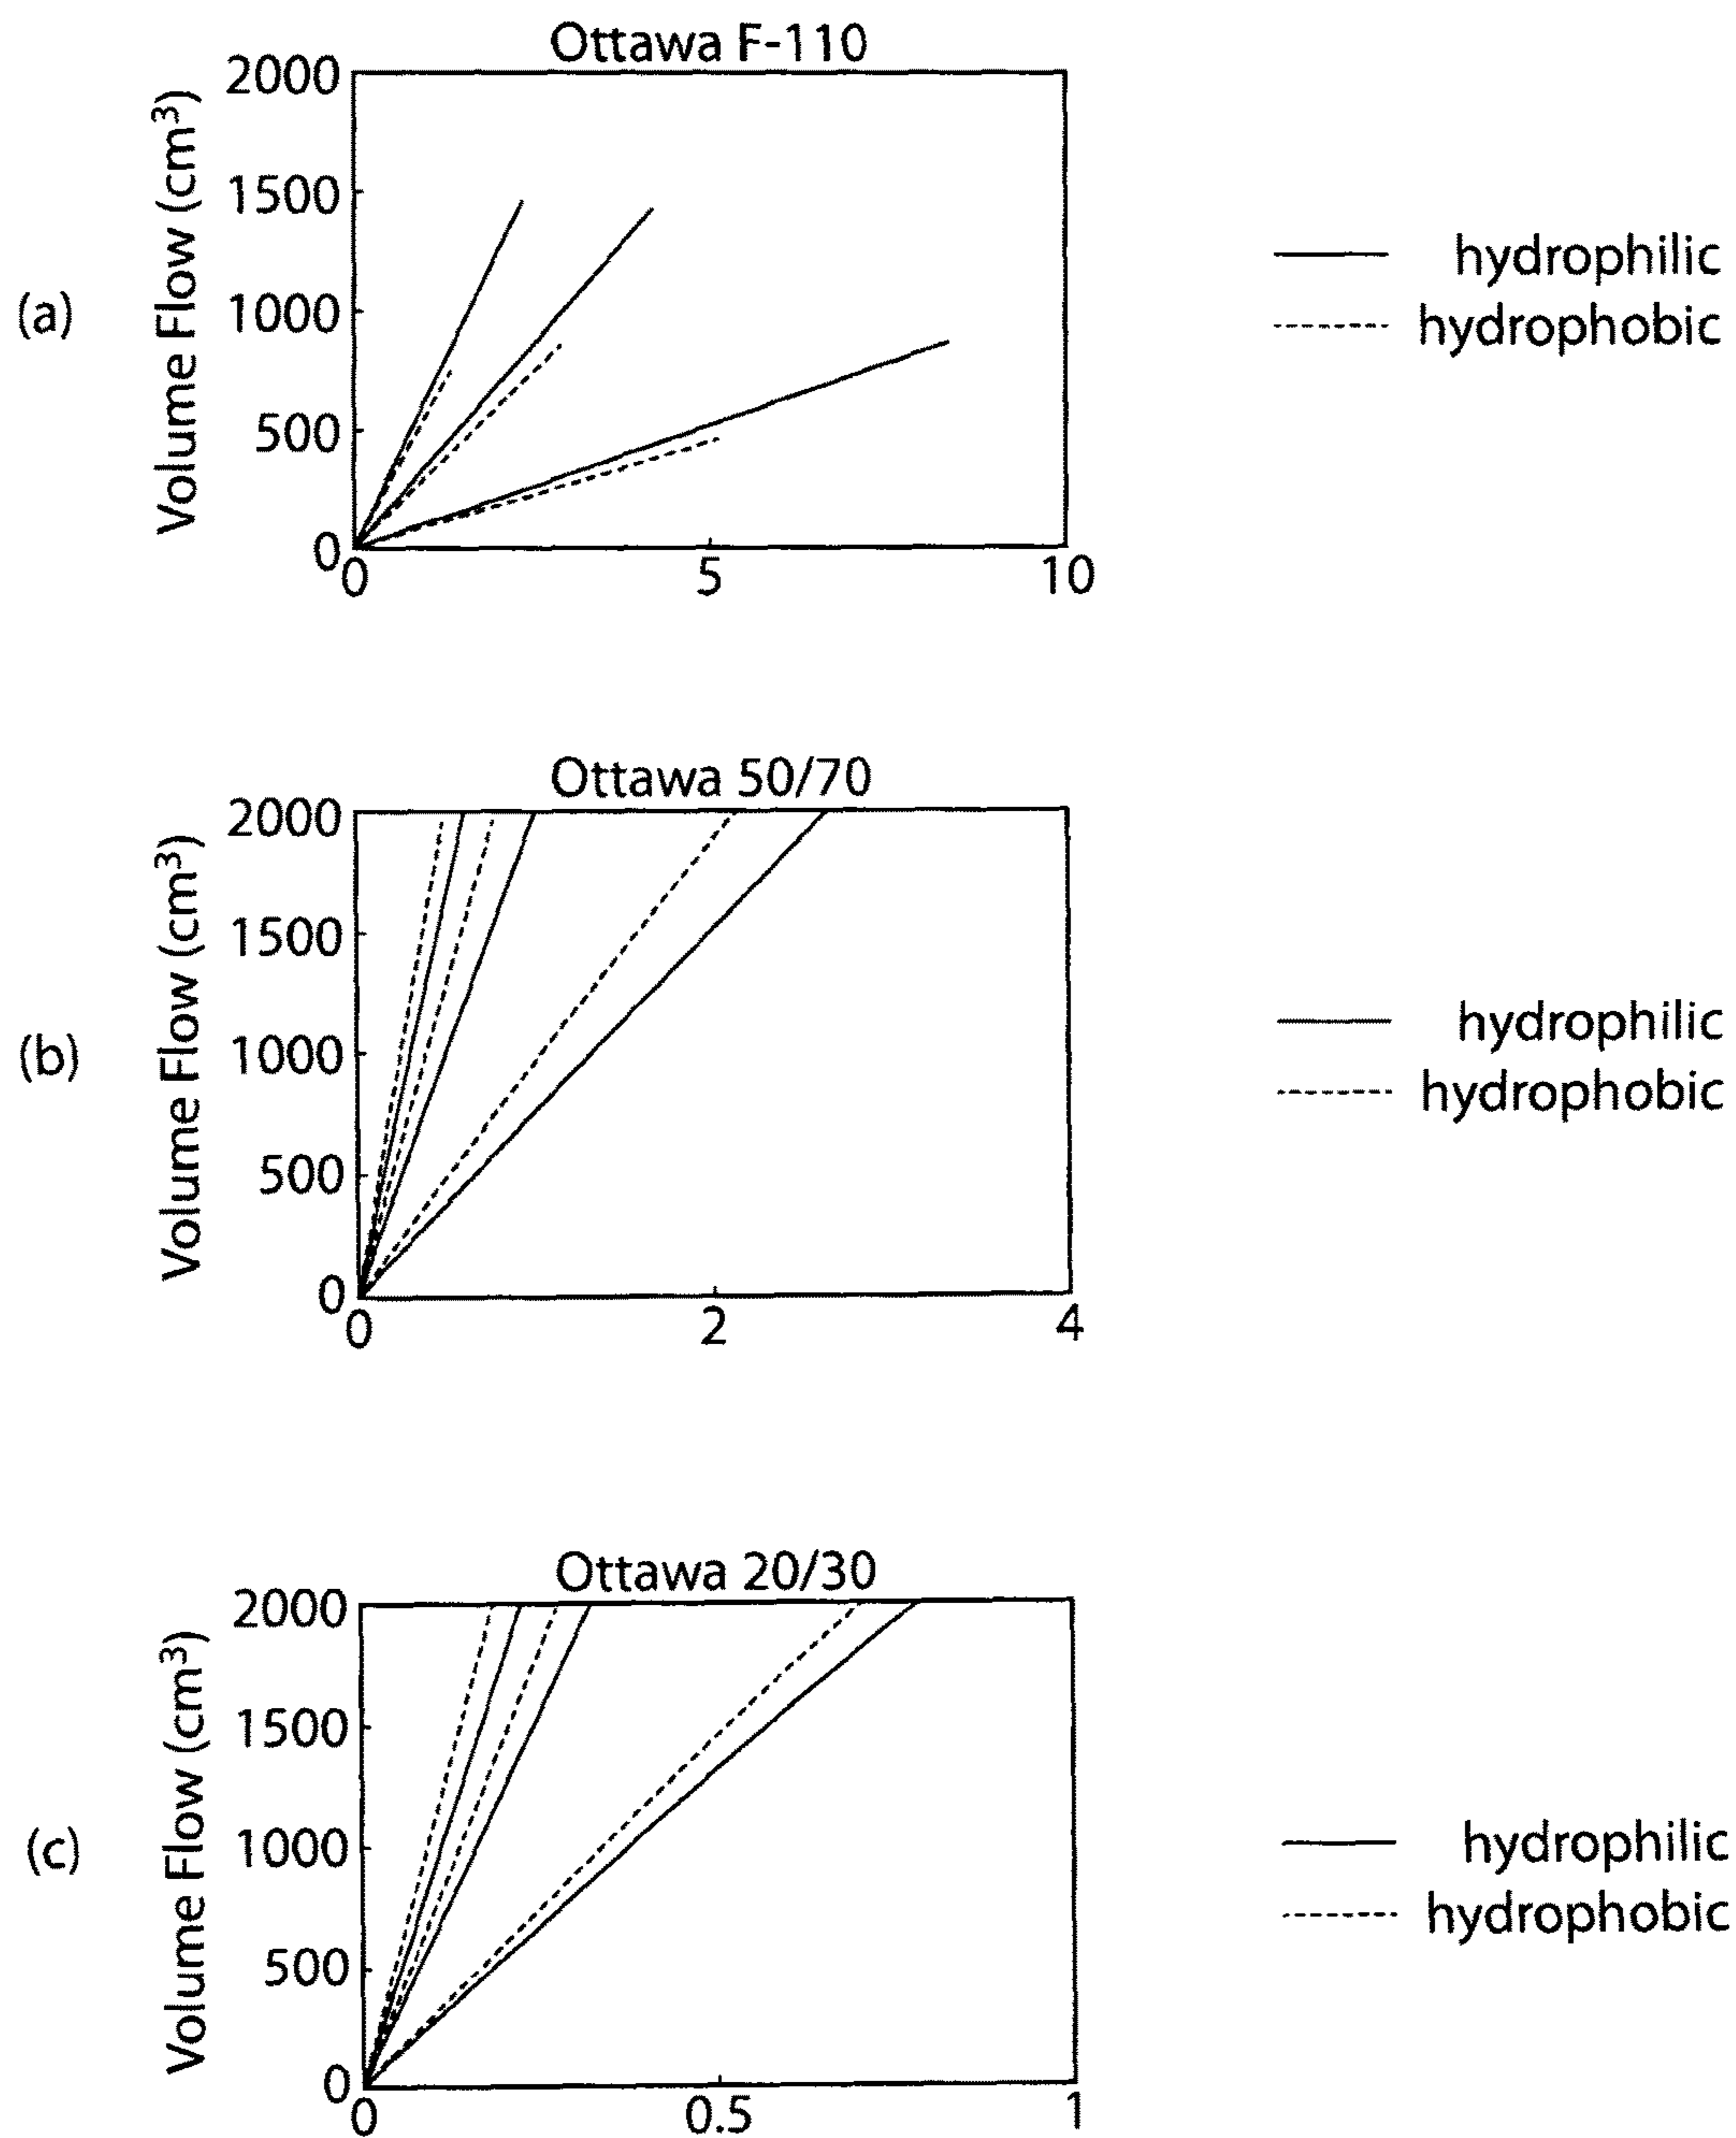 Ottawa F-110
(a)
Volume Flow (cm³)
2000
1500
1000
500
0
0
5
10
hydrophilic
hydrophobic
Ottawa 50/70
(b)
Volume Flow (cm³)
2000
1500
1000
500
0
0
2
4
hydrophilic
hydrophobic
Ottawa 20/30
(c)
Volume Flow (cm³)
2000
1500
1000
500
0
0
0.5
1
hydrophilic
hydrophobic